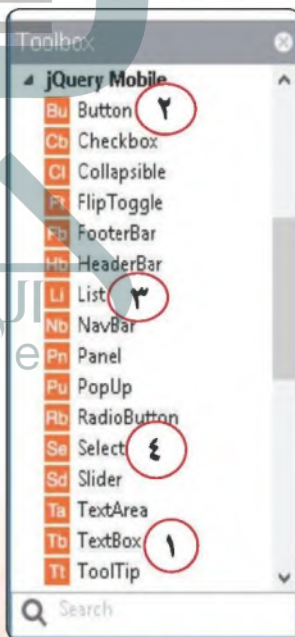 Toolbox
jQuery Mobile
Bu Button ٢
Cb Checkbox
Cl Collapsible
Ft FlipToggle
Fb FooterBar
Hb HeaderBar
Li List ٣
Nb NavBar
Pn Panel
Pu PopUp
Rb RadioButton
Se Select ٤
Sd Slider
Ta TextArea
Tb TextBox ١
Tt ToolTip
Search